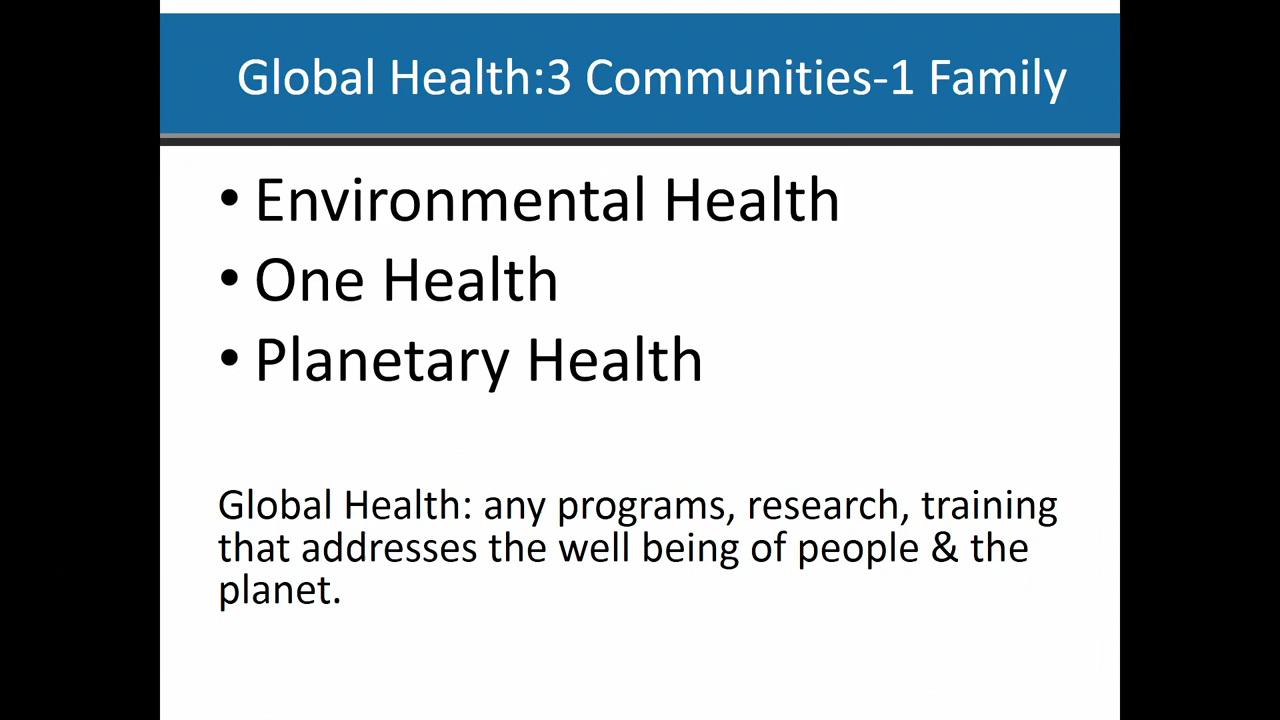 Global Health:3 Communities-1 Family
• Environmental Health
• One Health
• Planetary Health
Global Health: any programs, research, training
that addresses the well being of people & the
planet.